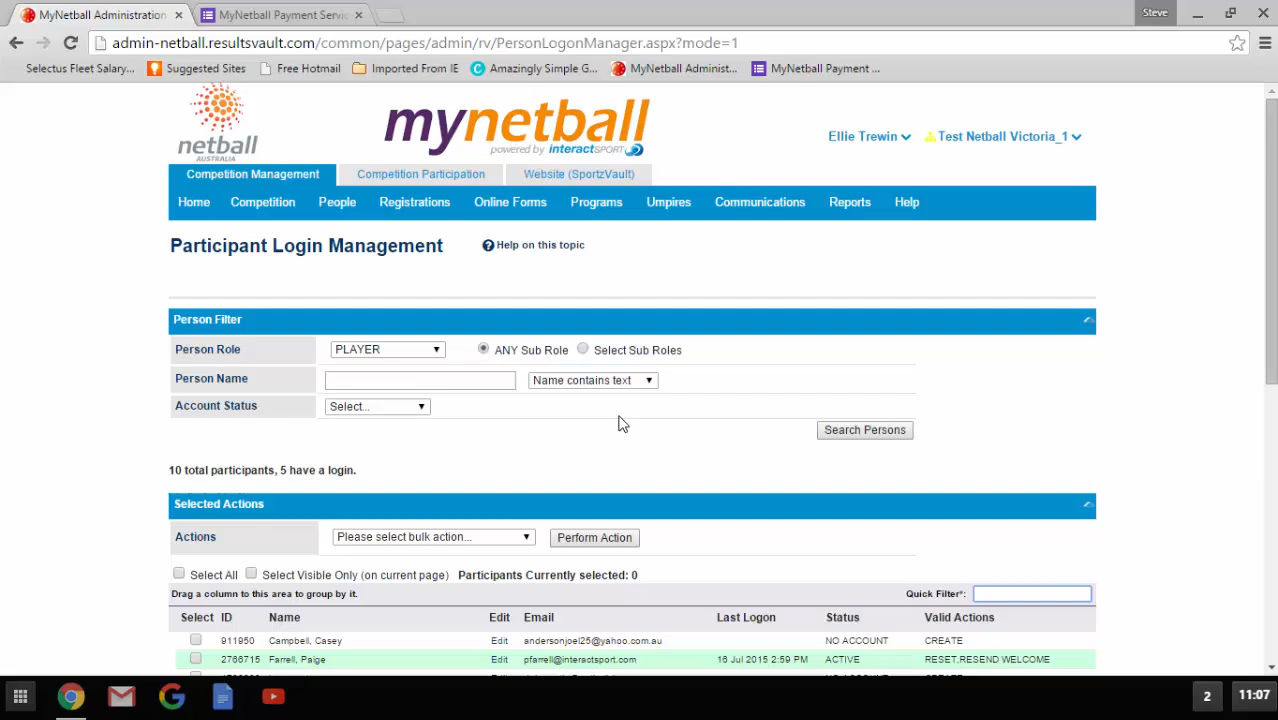 MyNetball Administration
MyNetball Payment Servic
Steve
admin-netball.resultsvault.com/common/pages/admin/rv/PersonLogonManager.aspx?mode=1
Selectus Fleet Salary...
Suggested Sites
Free Hotmail
Imported From IE
Amazingly Simple G...
MyNetball Administ...
MyNetball Payment ...
netball
AUSTRALIA
mynetball
powered by interactSPORT
Ellie Trewin
Test Netball Victoria_1
Competition Management
Competition Participation
Website (SportzVault)
Home
Competition
People
Registrations
Online Forms
Programs
Umpires
Communications
Reports
Help
Participant Login Management
Help on this topic
Person Filter
Person Role
PLAYER
ANY Sub Role
Select Sub Roles
Person Name
Name contains text
Account Status
Select...
Search Persons
10 total participants, 5 have a login.
Selected Actions
Actions
Please select bulk action...
Perform Action
Select All
Select Visible Only (on current page)
Participants Currently selected: 0
Drag a column to this area to group by it.
Quick Filter*:
Select ID Name Edit Email Last Logon Status Valid Actions
911950 Campbell, Casey Edit andersonjoel25@yahoo.com.au NO ACCOUNT CREATE
2766715 Farrell, Paige Edit pfarrell@interactsport.com 16 Jul 2015 2:59 PM ACTIVE RESET,RESEND WELCOME
2
11:07